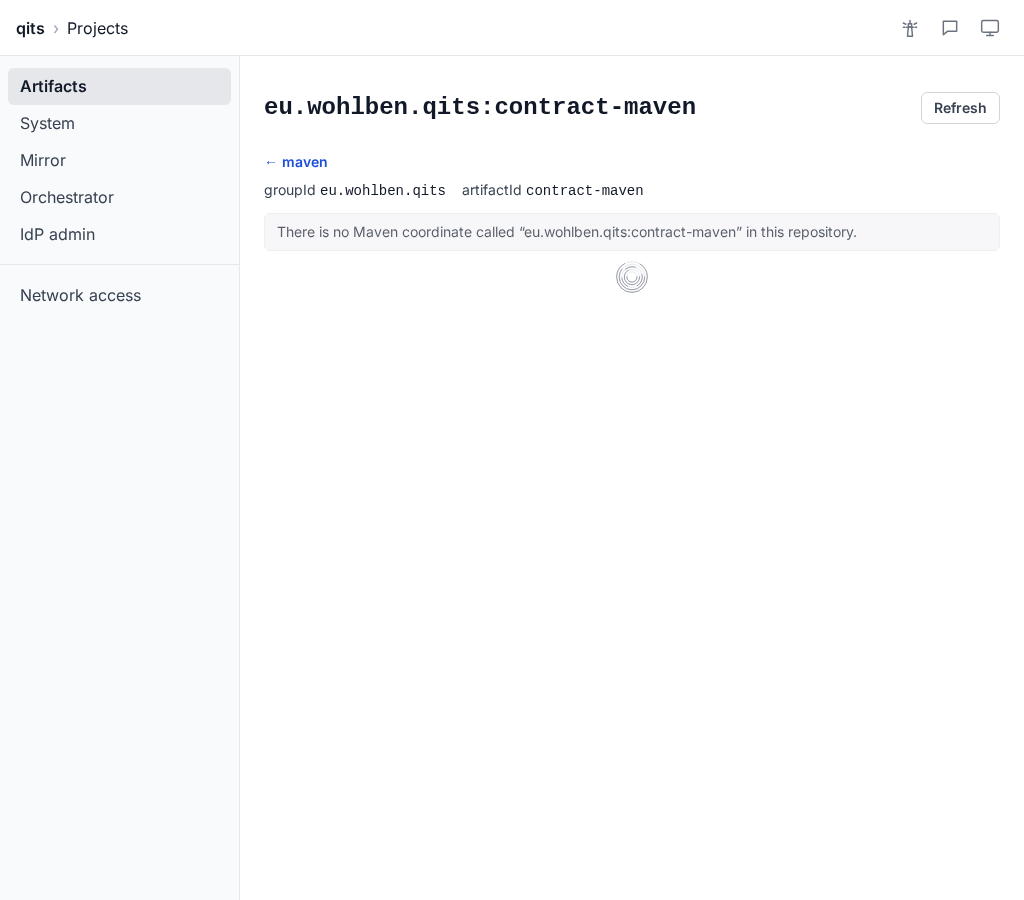 qits › Projects
Artifacts
System
Mirror
Orchestrator
IdP admin
Network access
eu.wohlben.qits:contract-maven
Refresh
← maven
groupId eu.wohlben.qits artifactId contract-maven
There is no Maven coordinate called “eu.wohlben.qits:contract-maven” in this repository.